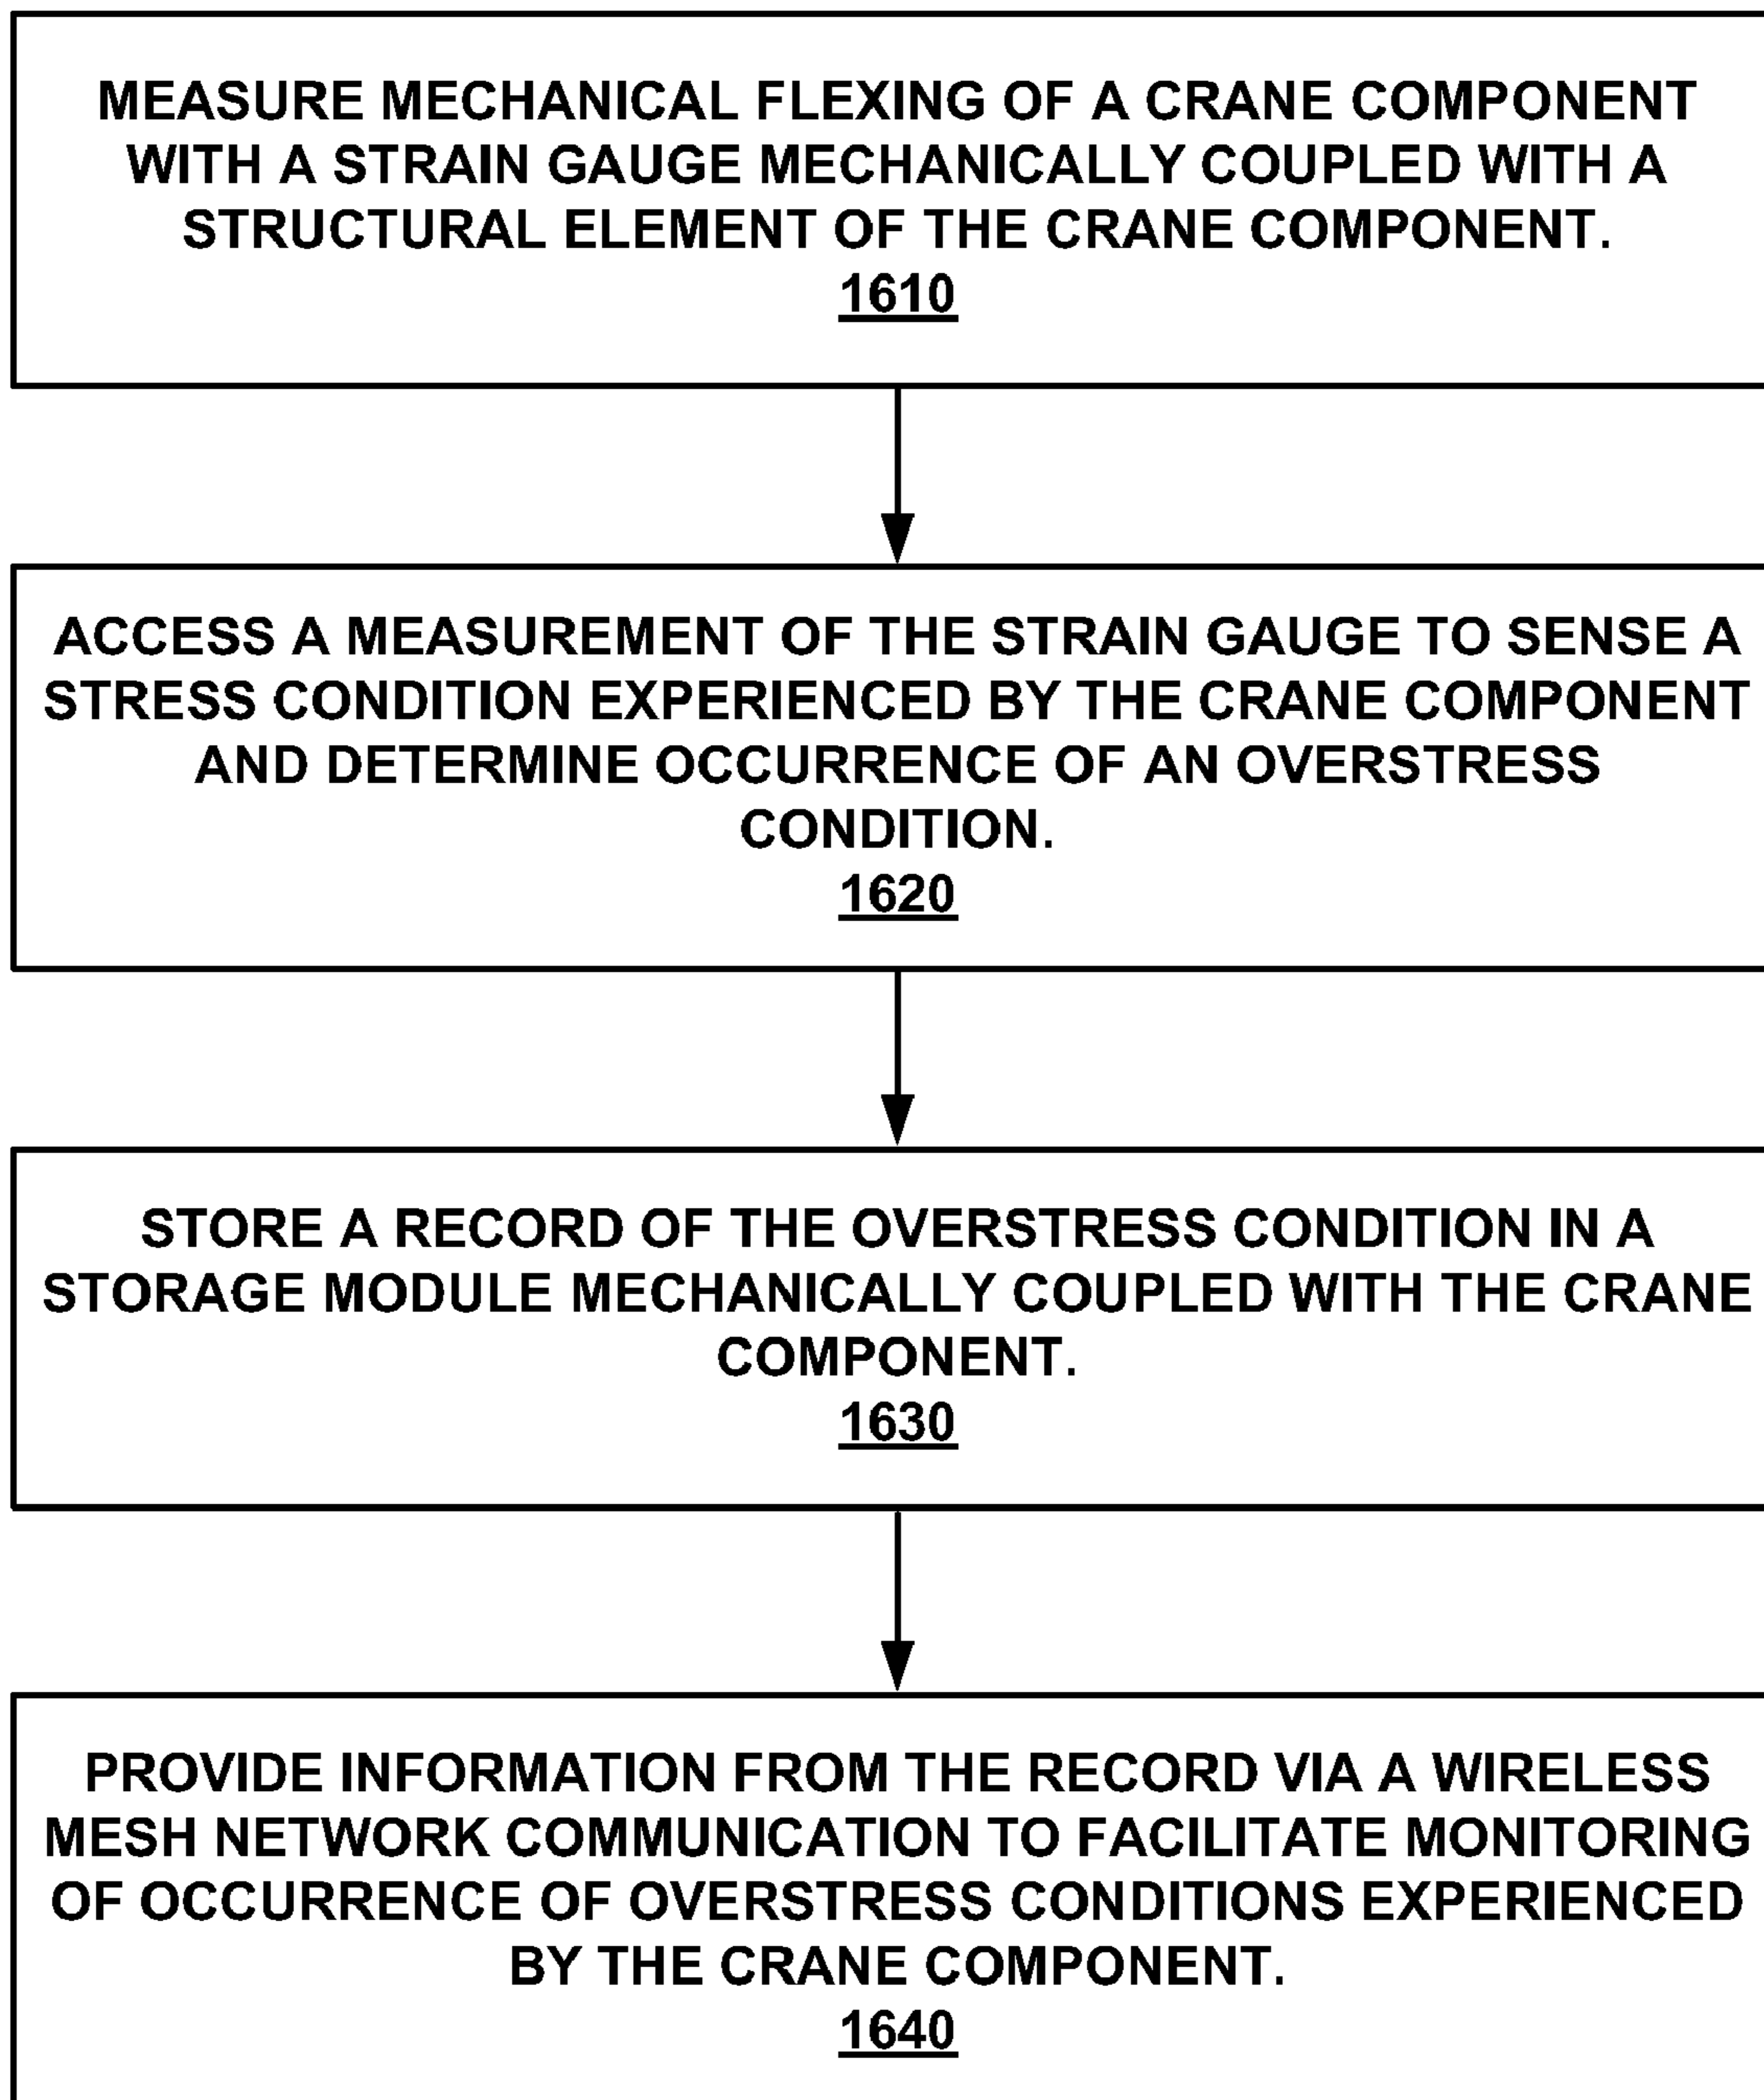 MEASURE MECHANICAL FLEXING OF A CRANE COMPONENT
WITH A STRAIN GAUGE MECHANICALLY COUPLED WITH A
STRUCTURAL ELEMENT OF THE CRANE COMPONENT.
1610
ACCESS A MEASUREMENT OF THE STRAIN GAUGE TO SENSE A
STRESS CONDITION EXPERIENCED BY THE CRANE COMPONENT
AND DETERMINE OCCURRENCE OF AN OVERSTRESS
CONDITION.
1620
STORE A RECORD OF THE OVERSTRESS CONDITION IN A
STORAGE MODULE MECHANICALLY COUPLED WITH THE CRANE
COMPONENT.
1630
PROVIDE INFORMATION FROM THE RECORD VIA A WIRELESS
MESH NETWORK COMMUNICATION TO FACILITATE MONITORING
OF OCCURRENCE OF OVERSTRESS CONDITIONS EXPERIENCED
BY THE CRANE COMPONENT.
1640